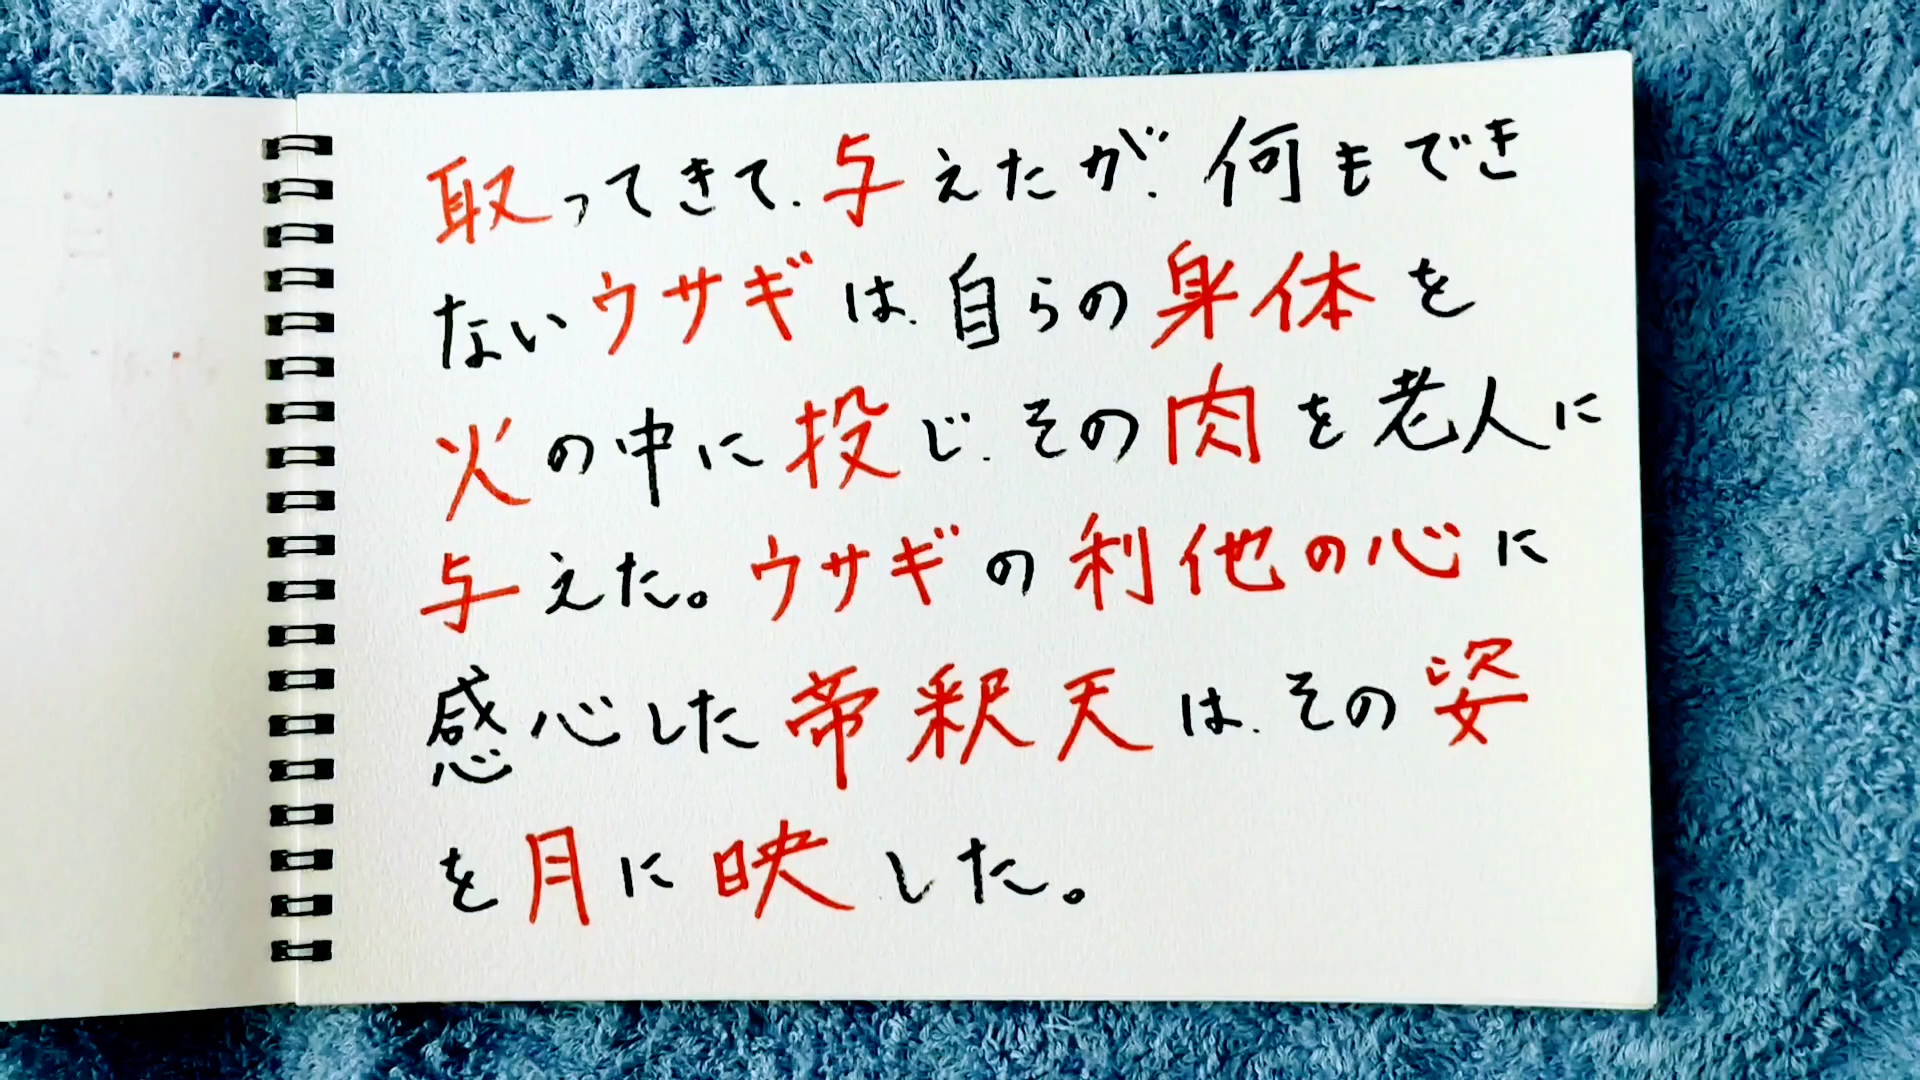 取ってきて、与えたが、何もでき
ないウサギは、自らの身体を
火の中に投じ、その肉を老人に
与えた。ウサギの利他の心に
感心した帝釈天は、その姿
を月に映した。